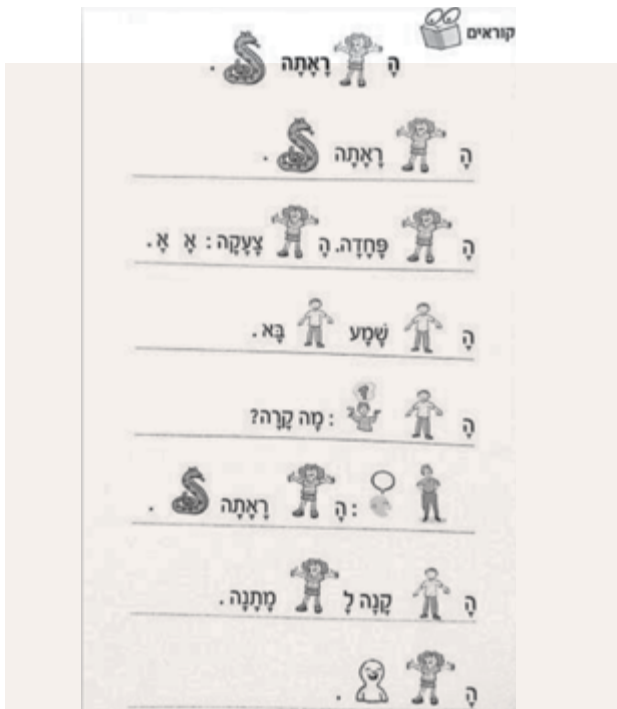 קוראים
הָ רָאֲתָה .
הָ רָאֲתָה .
הָ פָּחֲדָה. הָ צָעֲקָה : אָ אָ .
הָ שָׁמַע בָּא .
הָ : מָה קָרָה?
: הָ רָאֲתָה .
הָ קָנָה לָ מַתָּנָה .
הָ .